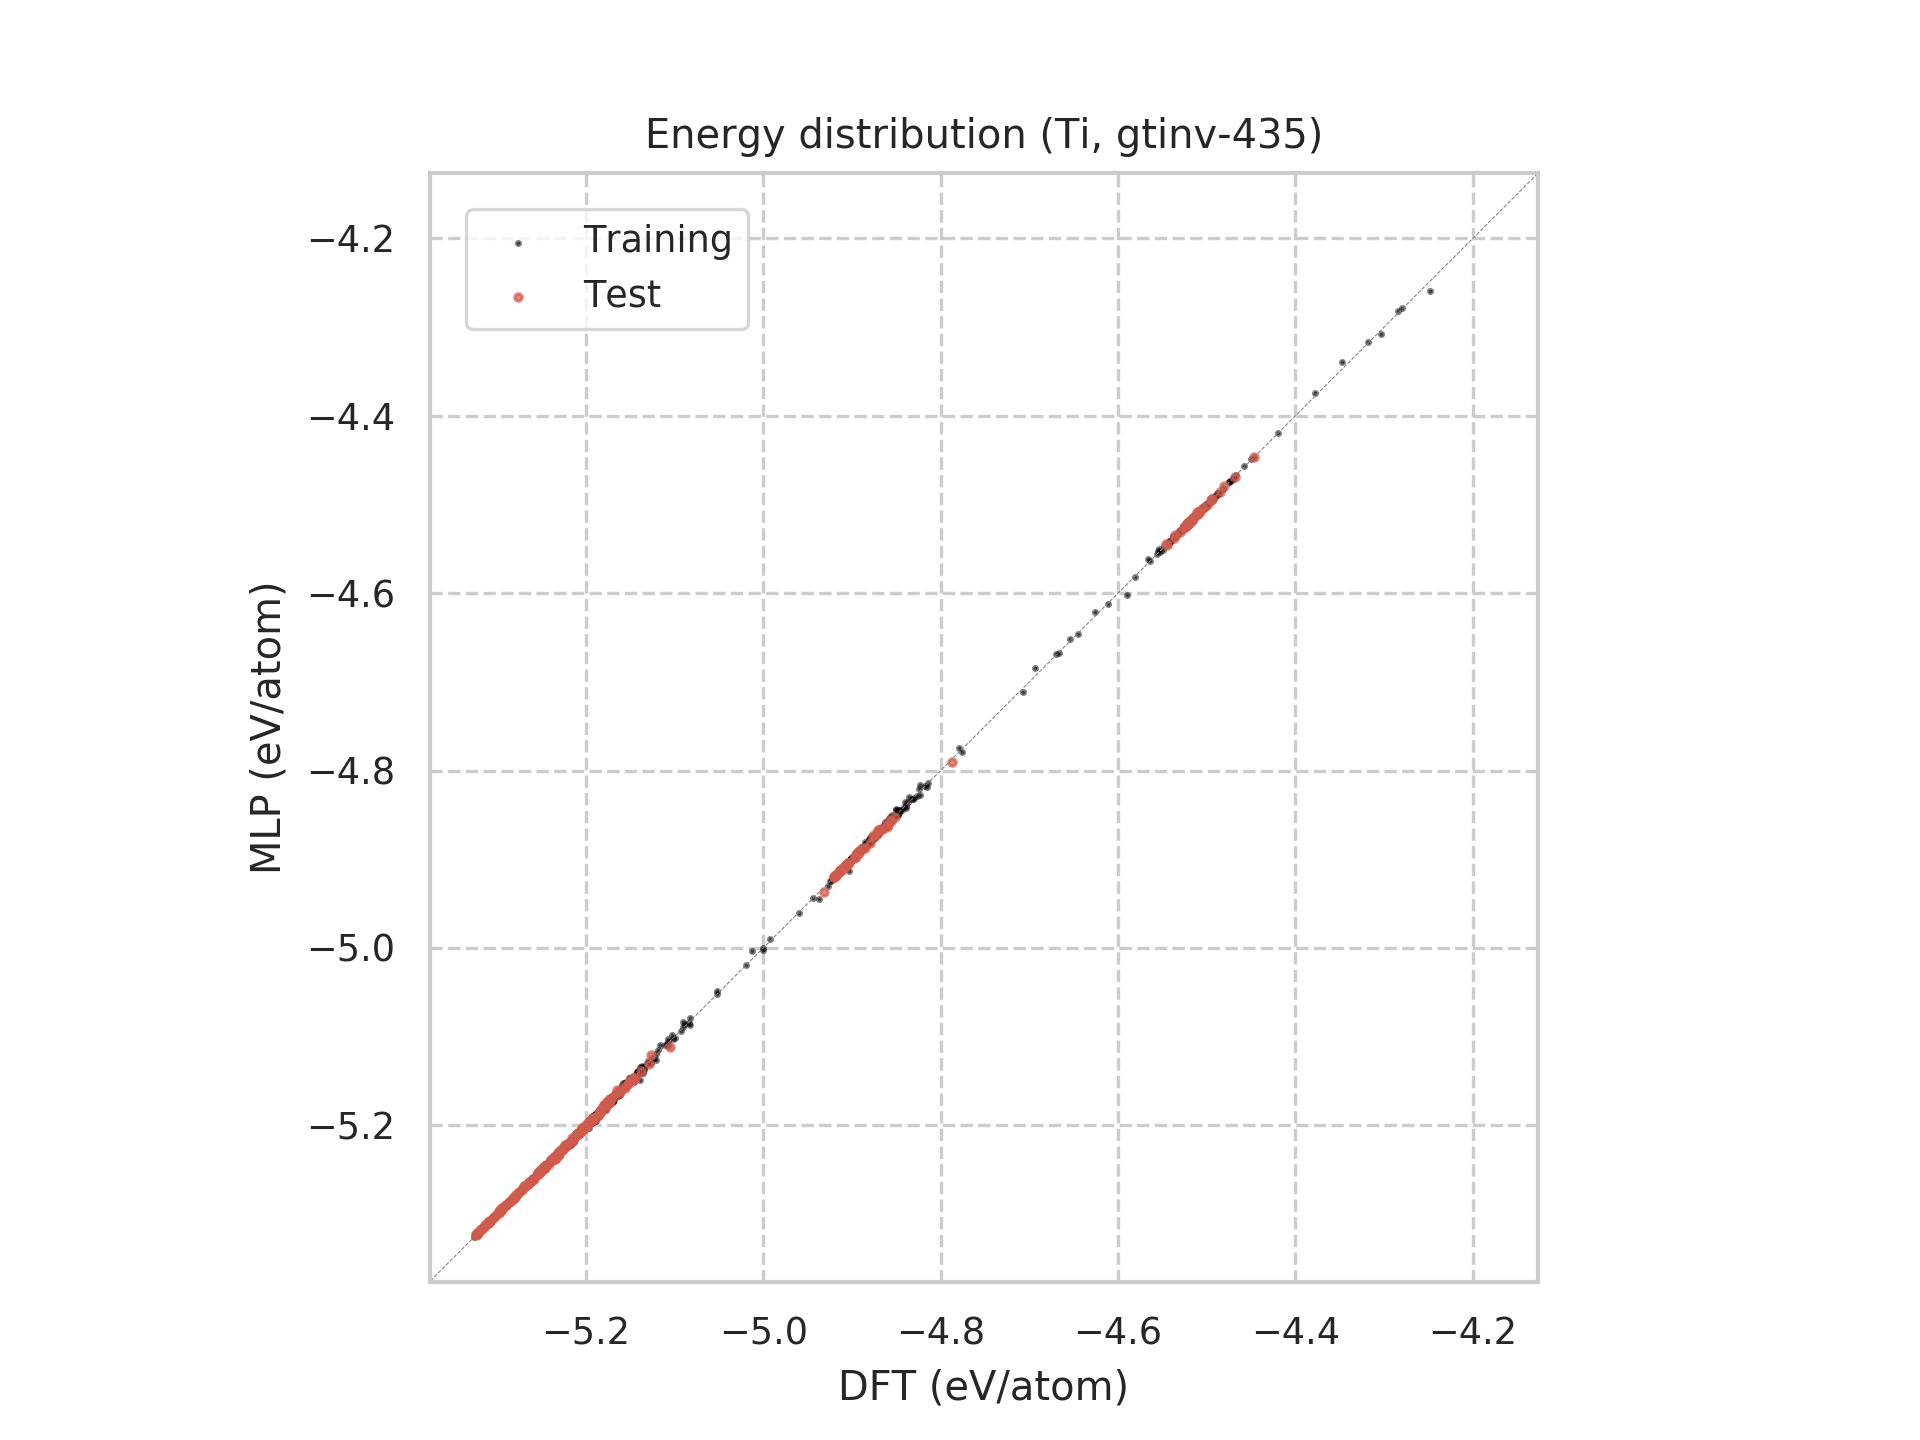 Energy distribution (Ti, gtinv-435)
Training
Test
−4.2
−4.4
−4.6
−4.8
−5.0
−5.2
MLP (eV/atom)
−5.2 −5.0 −4.8 −4.6 −4.4 −4.2
DFT (eV/atom)